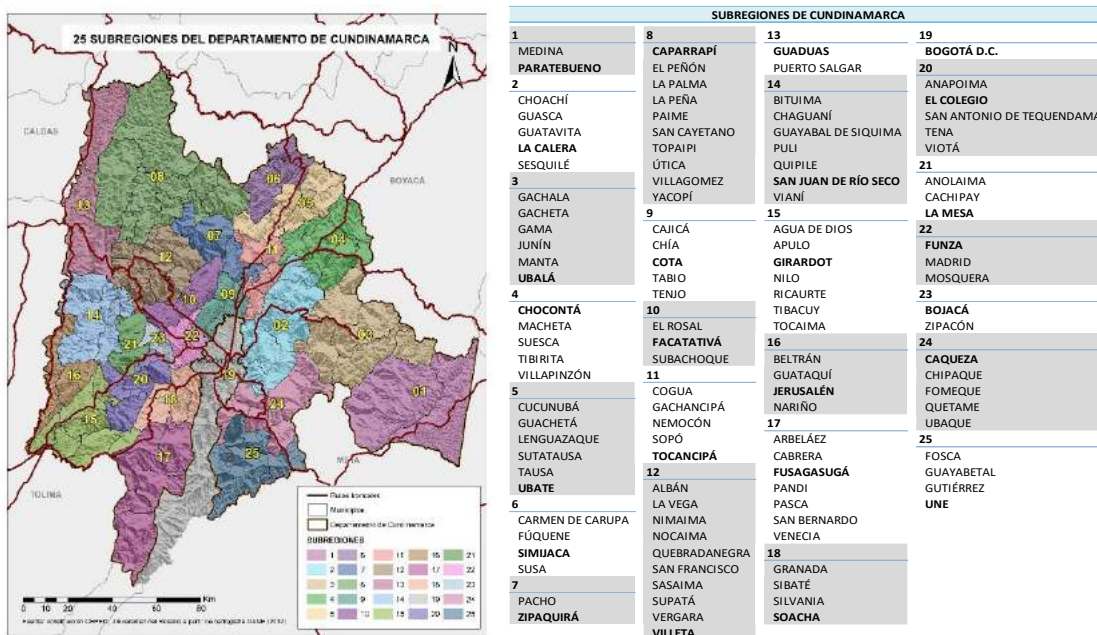 25 SUBREGIONES DEL DEPARTAMENTO DE CUNDINAMARCA
N
CALDAS
BOYACÁ
META
TOLIMA
06
05
08
13
07
04
11
12
09
10
02
14
22
23
03
21
16
20
19
01
18
15
24
17
25
Municipios
Departamento de Cundinamarca
SUBREGIONES
0 10 20 40 60 80 Km
SUBREGIONES DE CUNDINAMARCA
1
MEDINA
PARATEBUENO
2
CHOACHÍ
GUASCA
GUATAVITA
LA CALERA
SESQUILÉ
3
GACHALA
GACHETA
GAMA
JUNÍN
MANTA
UBALÁ
4
CHOCONTÁ
MACHETA
SUESCA
TIBIRITA
VILLAPINZÓN
5
CUCUNUBÁ
GUACHETÁ
LENGUAZAQUE
SUTATAUSA
TAUSA
UBATE
6
CARMEN DE CARUPA
FÚQUENE
SIMIJACA
SUSA
7
PACHO
ZIPAQUIRÁ
8
CAPARRAPÍ
EL PEÑÓN
LA PALMA
LA PEÑA
PAIME
SAN CAYETANO
TOPAIPI
ÚTICA
VILLAGOMEZ
YACOPÍ
9
CAJICÁ
CHÍA
COTA
TABIO
TENJO
10
EL ROSAL
FACATATIVÁ
SUBACHOQUE
11
COGUA
GACHANCIPÁ
NEMOCÓN
SOPÓ
TOCANCIPÁ
12
ALBÁN
LA VEGA
NIMAIMA
NOCAIMA
QUEBRADANEGRA
SAN FRANCISCO
SASAIMA
SUPATÁ
VERGARA
VILLETA
13
GUADUAS
PUERTO SALGAR
14
BITUIMA
CHAGUANÍ
GUAYABAL DE SIQUIMA
PULI
QUIPILE
SAN JUAN DE RÍO SECO
VIANÍ
15
AGUA DE DIOS
APULO
GIRARDOT
NILO
RICAURTE
TIBACUY
TOCAIMA
16
BELTRÁN
GUATAQUÍ
JERUSALÉN
NARIÑO
17
ARBELÁEZ
CABRERA
FUSAGASUGÁ
PANDI
PASCA
SAN BERNARDO
VENECIA
18
GRANADA
SIBATÉ
SILVANIA
SOACHA
19
BOGOTÁ D.C.
20
ANAPOIMA
EL COLEGIO
SAN ANTONIO DE TEQUENDAMA
TENA
VIOTÁ
21
ANOLAIMA
CACHIPAY
LA MESA
22
FUNZA
MADRID
MOSQUERA
23
BOJACÁ
ZIPACÓN
24
CAQUEZA
CHIPAQUE
FOMEQUE
QUETAME
UBAQUE
25
FOSCA
GUAYABETAL
GUTIÉRREZ
UNE